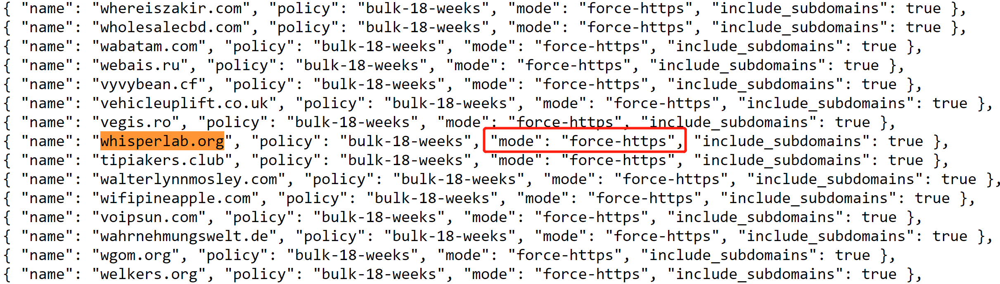 { "name": "whereiszakir.com", "policy": "bulk-18-weeks", "mode": "force-https", "include_subdomains": true },
{ "name": "wholesalecbd.com", "policy": "bulk-18-weeks", "mode": "force-https", "include_subdomains": true },
{ "name": "wabatam.com", "policy": "bulk-18-weeks", "mode": "force-https", "include_subdomains": true },
{ "name": "webais.ru", "policy": "bulk-18-weeks", "mode": "force-https", "include_subdomains": true },
{ "name": "vyvybean.cf", "policy": "bulk-18-weeks", "mode": "force-https", "include_subdomains": true },
{ "name": "vehicleuplift.co.uk", "policy": "bulk-18-weeks", "mode": "force-https", "include_subdomains": true },
{ "name": "vegis.ro", "policy": "bulk-18-weeks", "mode": "force-https", "include_subdomains": true },
{ "name": "whisperlab.org", "policy": "bulk-18-weeks", "mode": "force-https", "include_subdomains": true },
{ "name": "tipiakers.club", "policy": "bulk-18-weeks", "mode": "force-https", "include_subdomains": true },
{ "name": "walterlynnmosley.com", "policy": "bulk-18-weeks", "mode": "force-https", "include_subdomains": true },
{ "name": "wifipineapple.com", "policy": "bulk-18-weeks", "mode": "force-https", "include_subdomains": true },
{ "name": "voipsun.com", "policy": "bulk-18-weeks", "mode": "force-https", "include_subdomains": true },
{ "name": "wahrnehmungswelt.de", "policy": "bulk-18-weeks", "mode": "force-https", "include_subdomains": true },
{ "name": "wgom.org", "policy": "bulk-18-weeks", "mode": "force-https", "include_subdomains": true },
{ "name": "welkers.org", "policy": "bulk-18-weeks", "mode": "force-https", "include_subdomains": true },